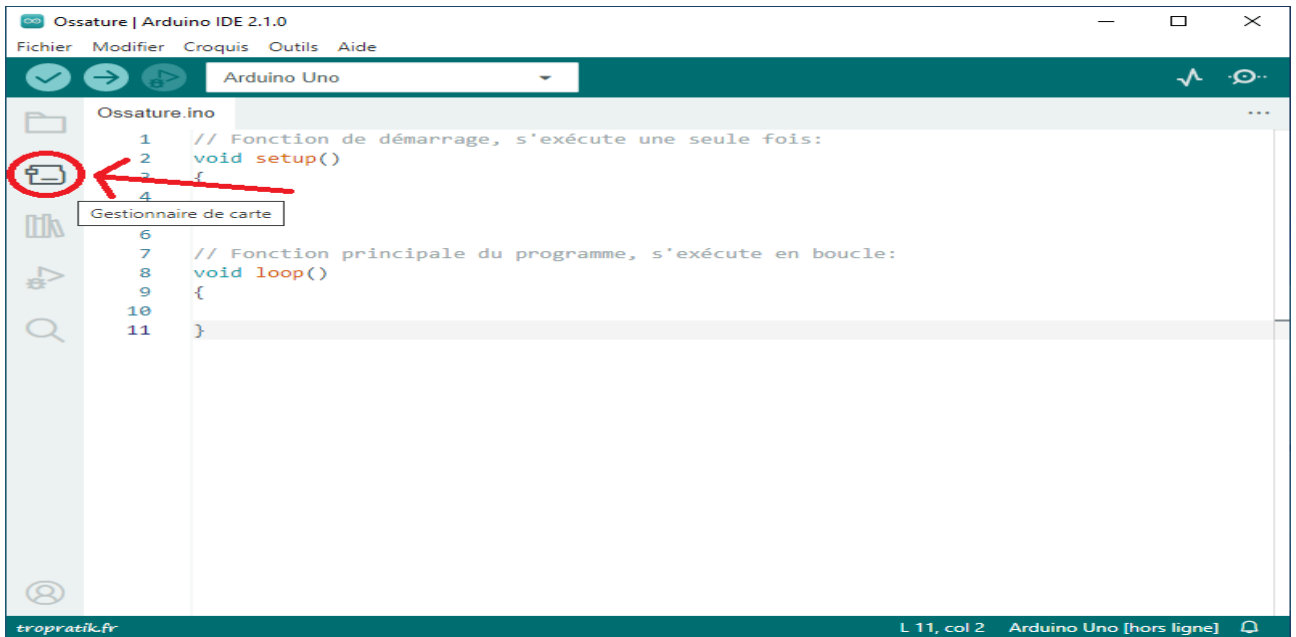 Ossature | Arduino IDE 2.1.0
Fichier Modifier Croquis Outils Aide
Arduino Uno
Ossature.ino
1 // Fonction de démarrage, s'exécute une seule fois:
2 void setup()
3 {
4
Gestionnaire de carte
6
7 // Fonction principale du programme, s'exécute en boucle:
8 void loop()
9 {
10
11 }
tropratik.fr L 11, col 2 Arduino Uno [hors ligne]